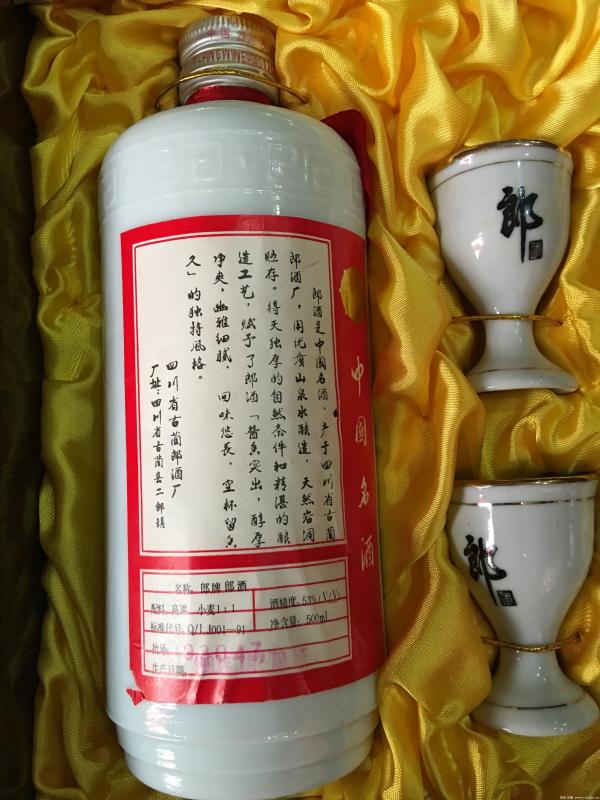 中国名酒
郎酒是中国名酒，产于四川省古蔺
郎酒厂，用优质山泉水酿造，天然岩洞
贮存。得天独厚的自然条件和精湛的酿
造工艺，赋予了郎酒「酱香突出，醇厚
净爽，幽雅细腻，回味悠長，空杯留香
久」的独特風格。
四川省古蔺郎酒厂
厂址：四川省古蔺县二郎
名称：郎牌郎酒
配料：高粱 小麦1：1
酒精度：53%(V/V)
标准代号：Q/LJ001-91
净含量：500ml
批号：
生产日期：
郎
郎